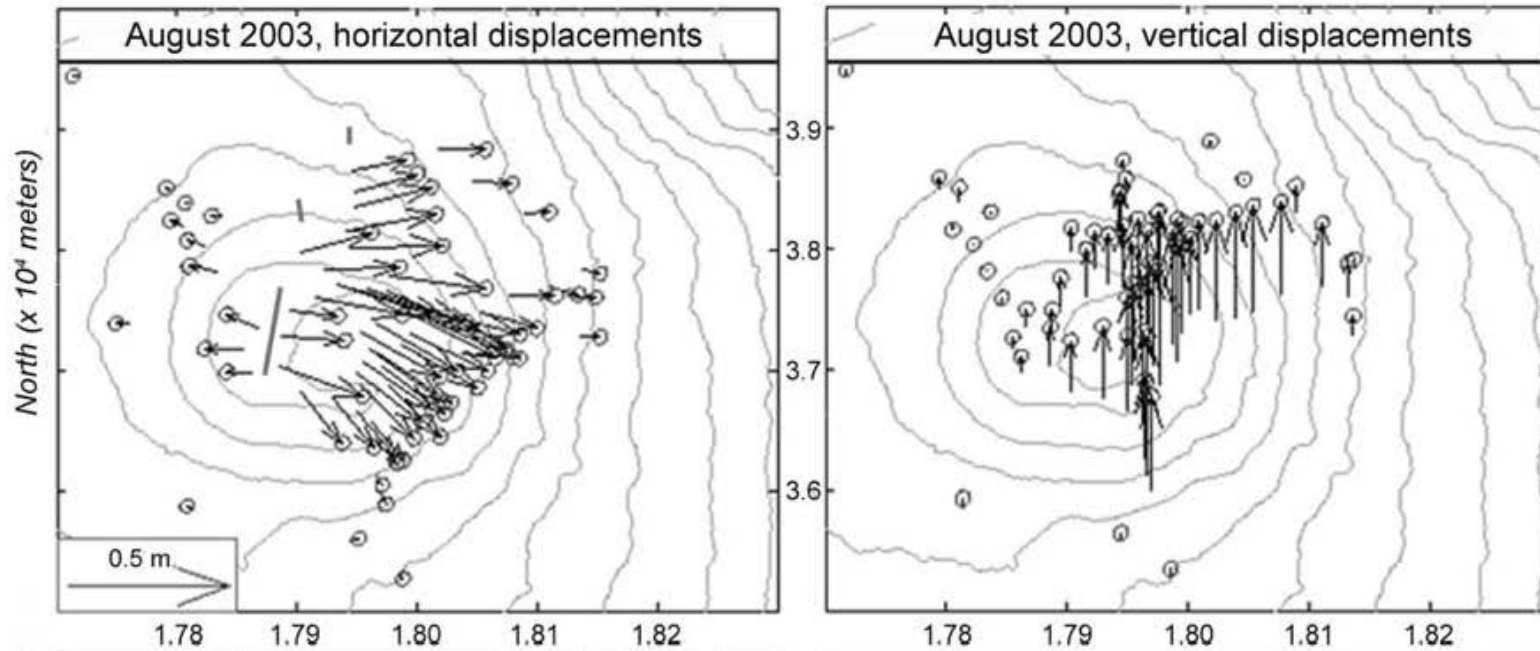 August 2003, horizontal displacements
August 2003, vertical displacements
North (x 10⁴ meters)
3.9
3.8
3.7
3.6
0.5 m
1.78 1.79 1.80 1.81 1.82
1.78 1.79 1.80 1.81 1.82